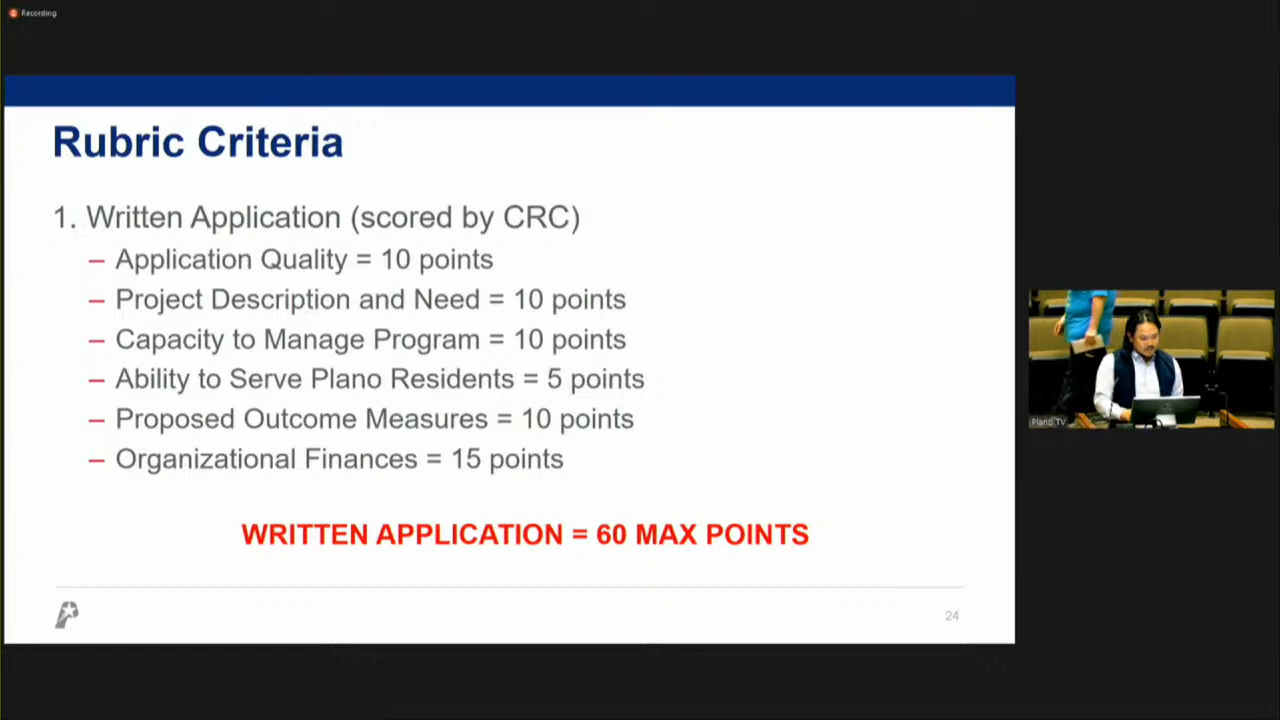 Recording
Rubric Criteria
1. Written Application (scored by CRC)
– Application Quality = 10 points
– Project Description and Need = 10 points
– Capacity to Manage Program = 10 points
– Ability to Serve Plano Residents = 5 points
– Proposed Outcome Measures = 10 points
– Organizational Finances = 15 points
WRITTEN APPLICATION = 60 MAX POINTS
24
Plano TV